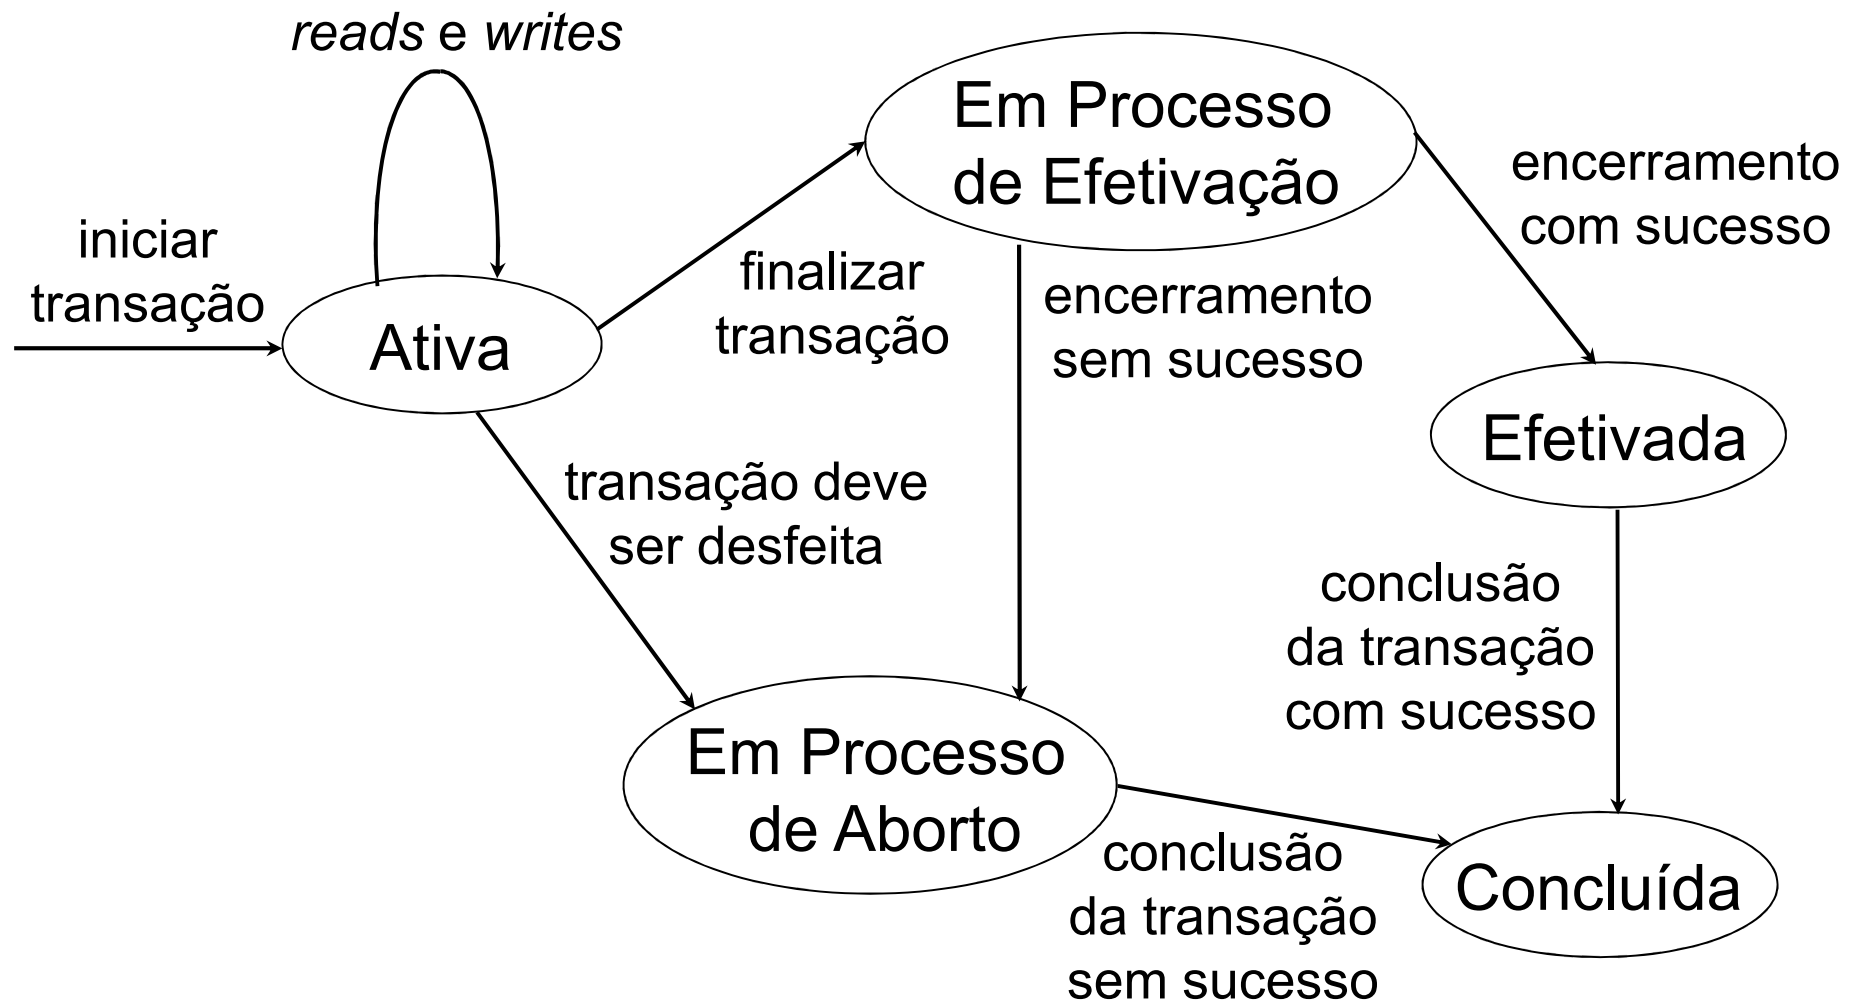 reads e writes
Em Processo
de Efetivação
encerramento
com sucesso
iniciar
transação
finalizar
transação
encerramento
sem sucesso
Ativa
Efetivada
transação deve
ser desfeita
conclusão
da transação
com sucesso
Em Processo
de Aborto
conclusão
da transação
sem sucesso
Concluída